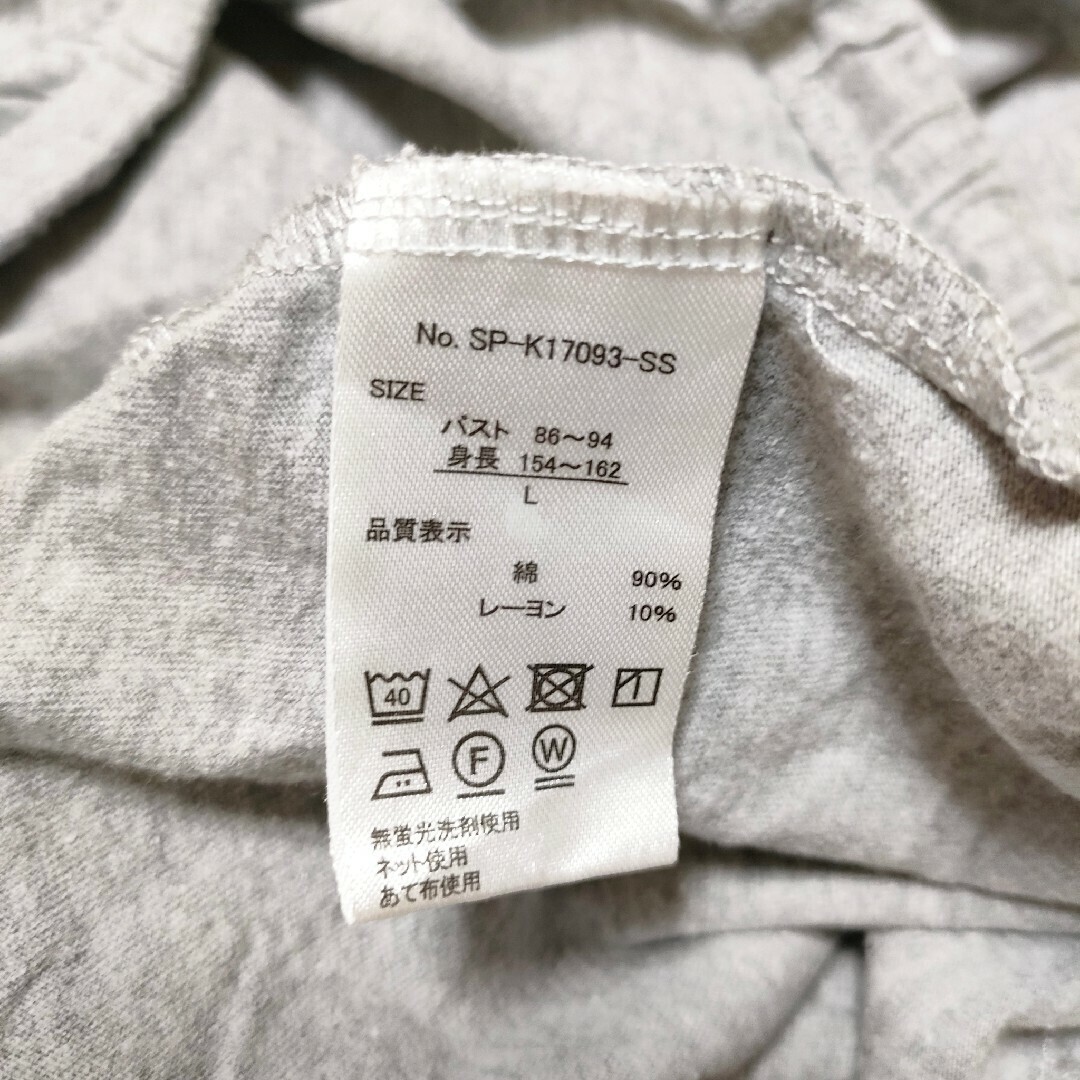 No. SP-K17093-SS
SIZE
バスト 86～94
身長 154～162
L
品質表示
綿 90%
レーヨン 10%
40
F W
無蛍光洗剤使用
ネット使用
あて布使用